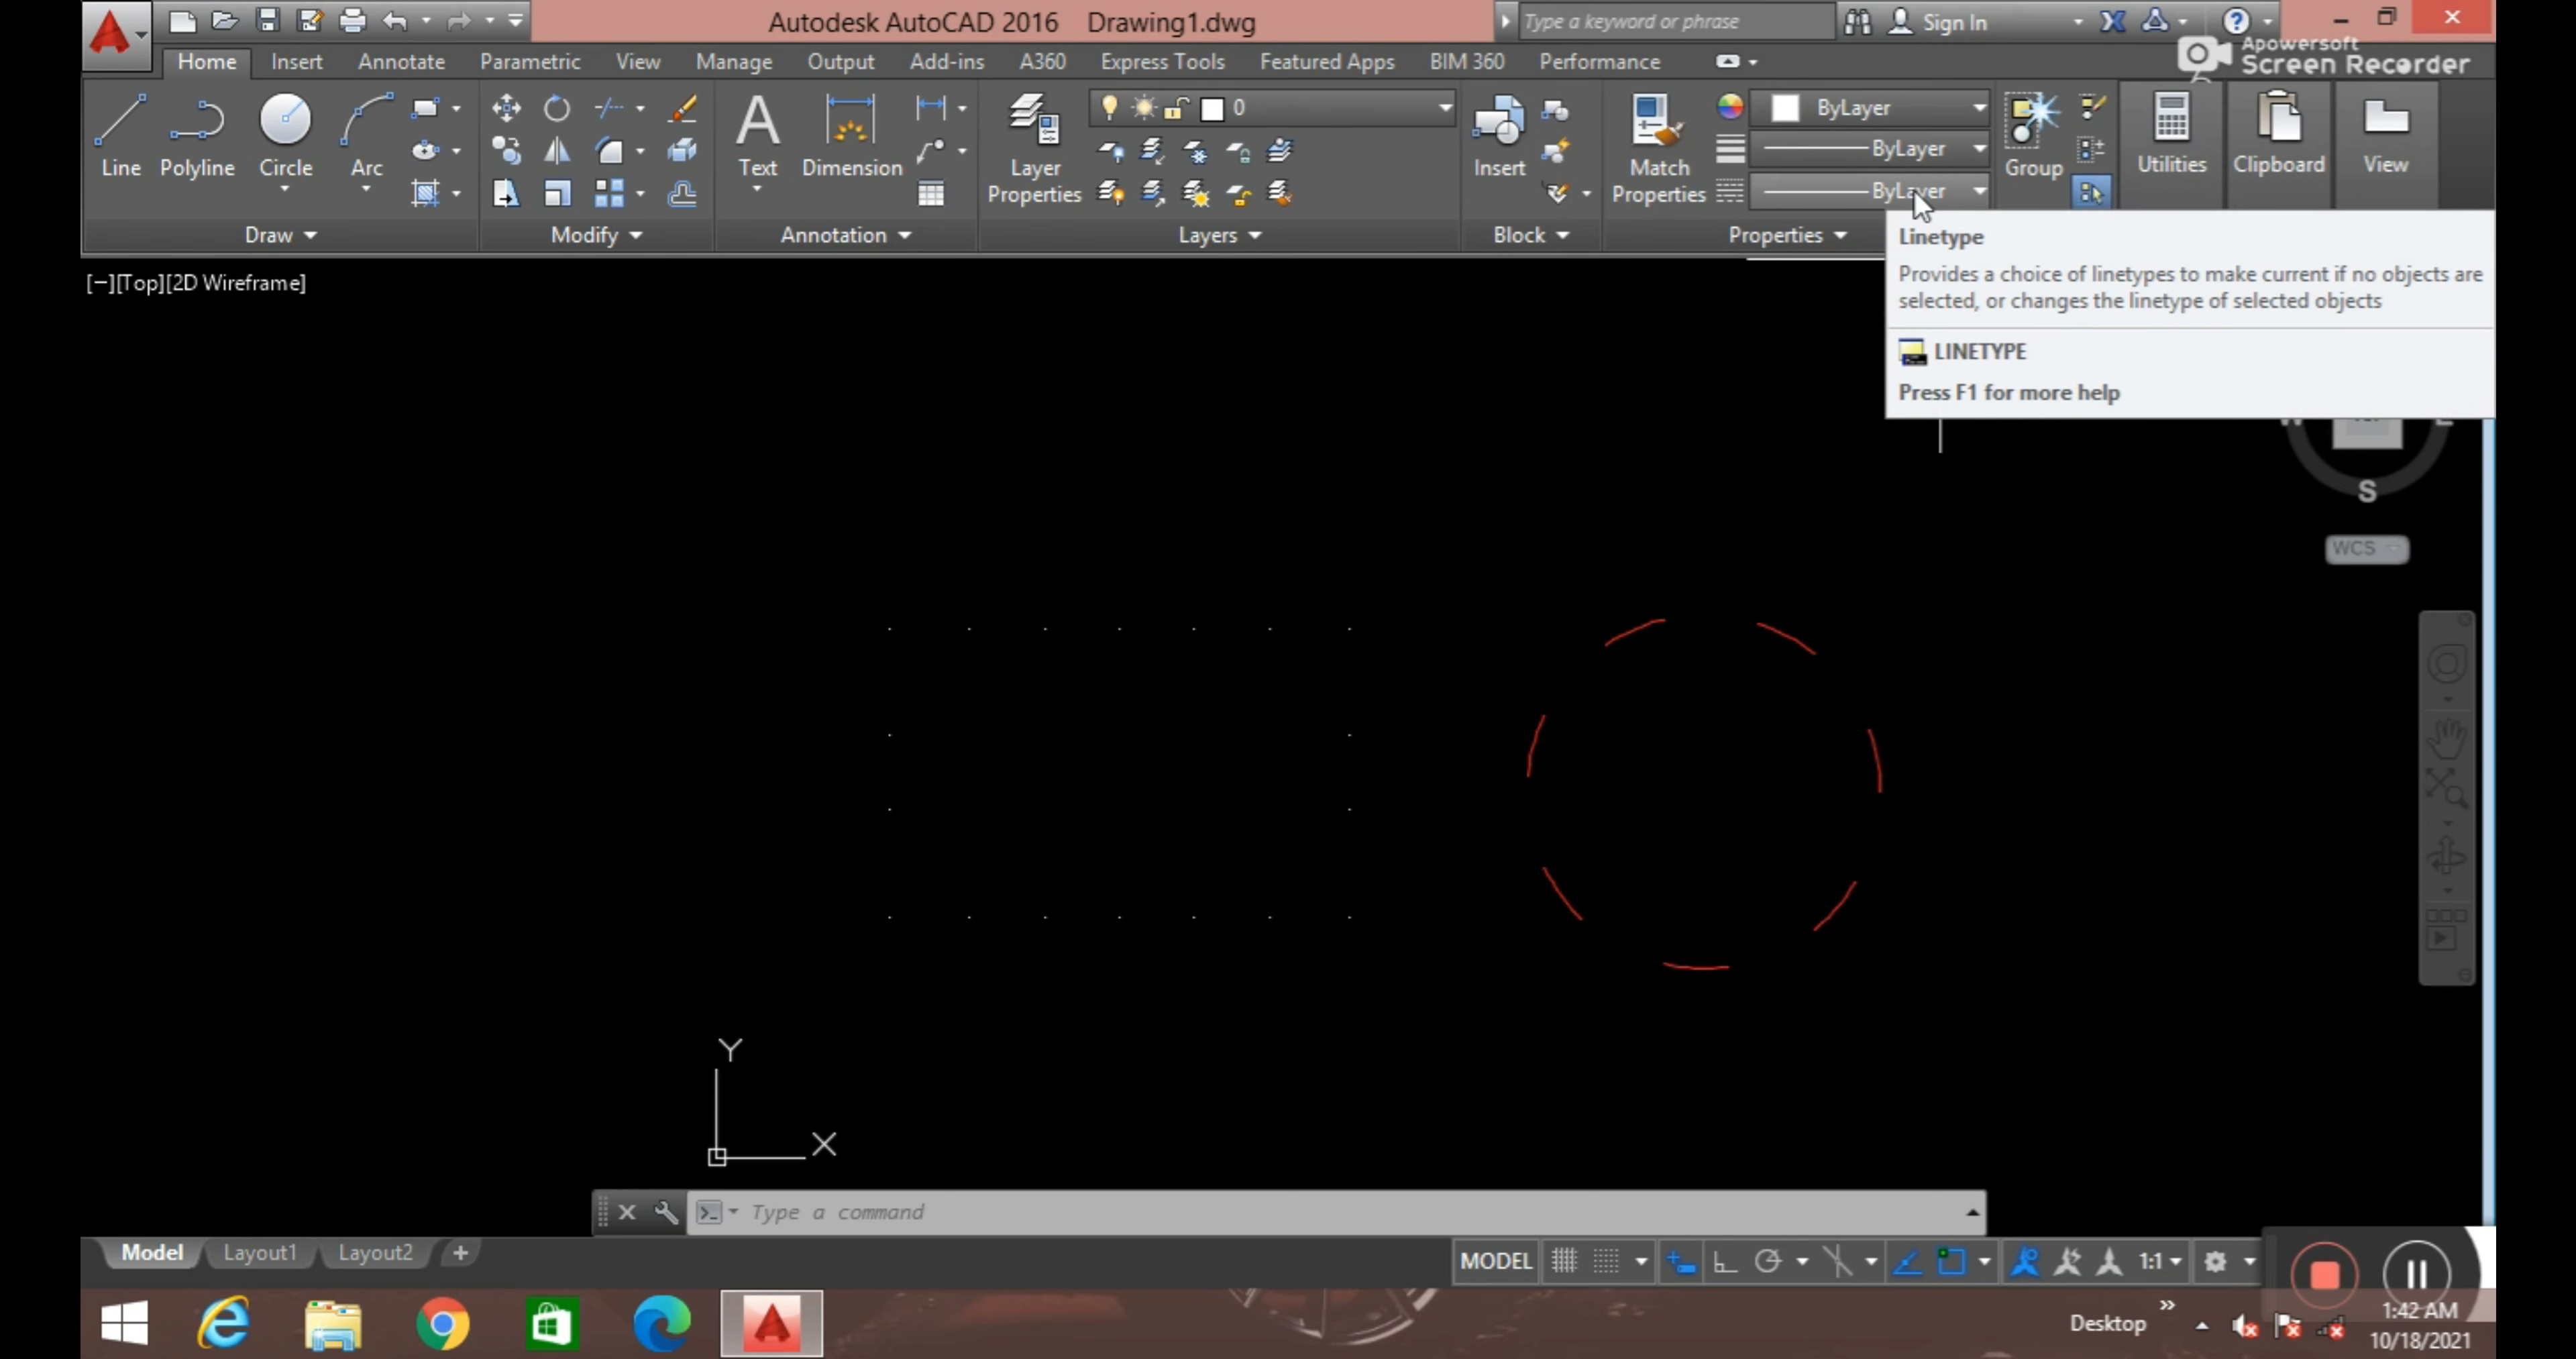 Autodesk AutoCAD 2016 Drawing1.dwg
Type a keyword or phrase
Sign In
Apowersoft
Screen Recorder
Home Insert Annotate Parametric View Manage Output Add-ins A360 Express Tools Featured Apps BIM 360 Performance
0
ByLayer
ByLayer
ByLayer
Line Polyline Circle Arc
Text Dimension
Layer
Properties
Insert
Match
Properties
Group
Utilities
Clipboard
View
Draw Modify Annotation Layers Block Properties
[−][Top][2D Wireframe]
Linetype
Provides a choice of linetypes to make current if no objects are
selected, or changes the linetype of selected objects
LINETYPE
Press F1 for more help
S
WCS
Y
X
Type a command
Model Layout1 Layout2 +
MODEL
1:1
Desktop
1:42 AM
10/18/2021